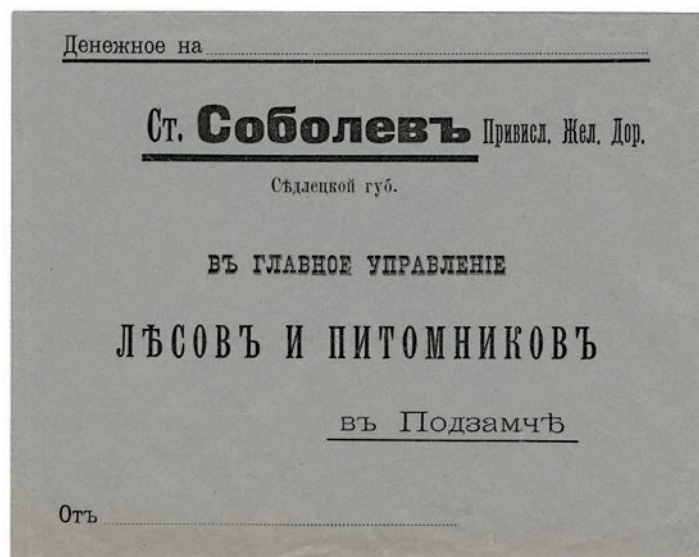 Денежное на
Ст. Соболевъ Привисл. Жел. Дор.
Сѣдлецкой губ.
ВЪ ГЛАВНОЕ УПРАВЛЕНІЕ
ЛѢСОВЪ И ПИТОМНИКОВЪ
въ Подзамчѣ
Отъ